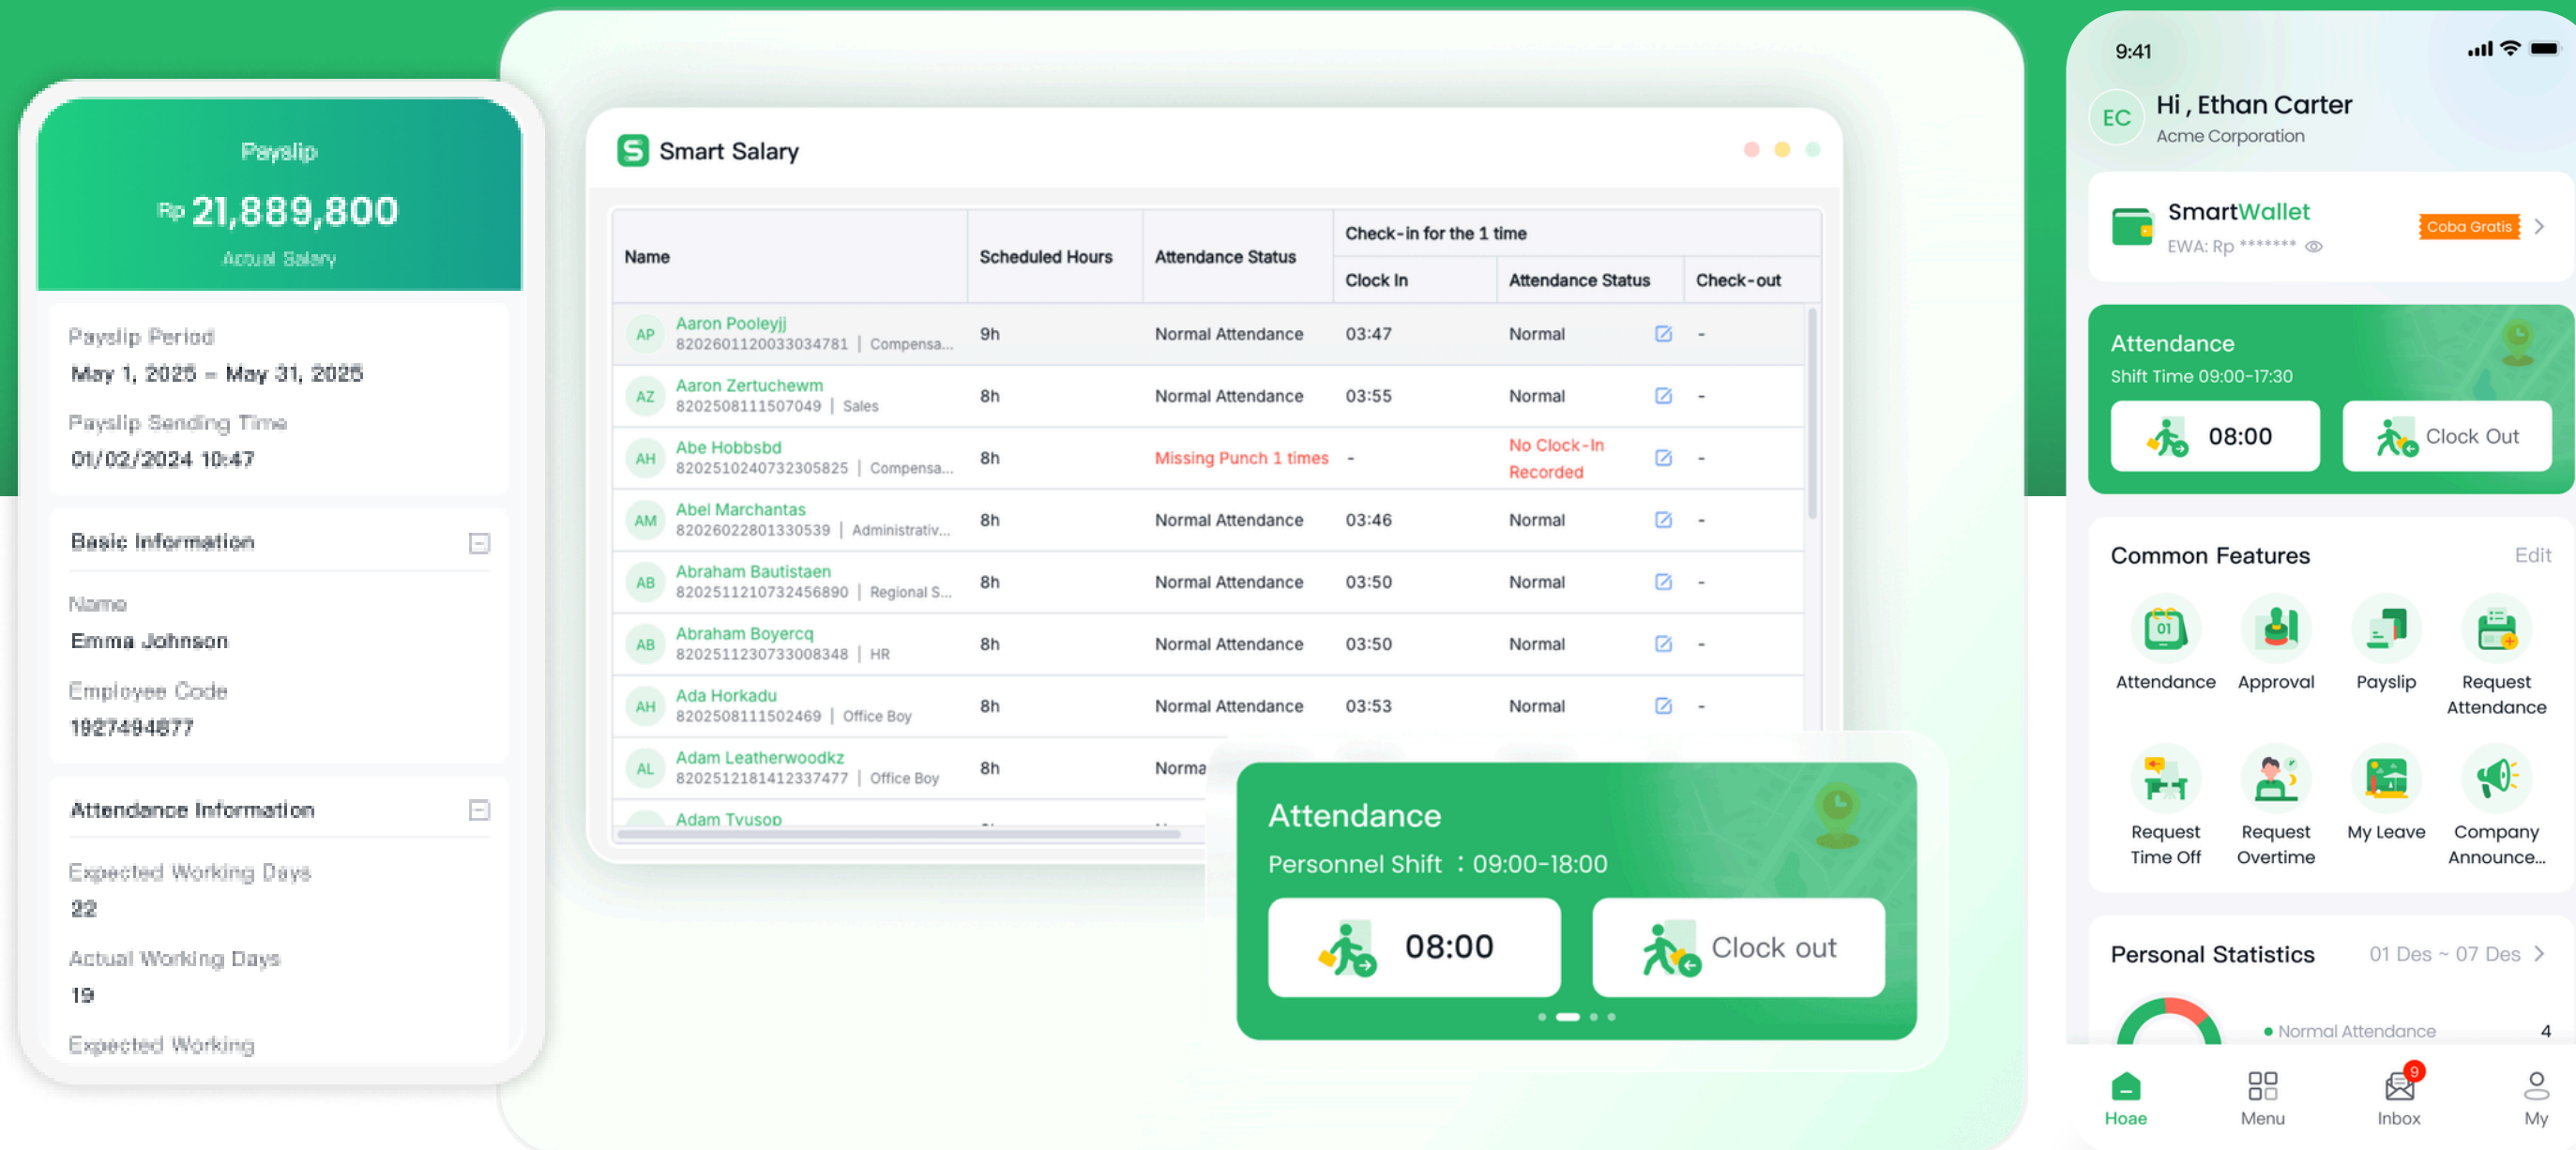 Payslip
Rp 21,889,800
Actual Salary
Payslip Period
May 1, 2025 – May 31, 2025
Payslip Sending Time
01/02/2024 10:47
Basic Information
Name
Emma Johnson
Employee Code
1927494877
Attendance Information
Expected Working Days
22
Actual Working Days
19
Expected Working
S Smart Salary
Name Scheduled Hours Attendance Status Check-in for the 1 time
Clock In Attendance Status Check-out
AP Aaron Pooleyjj 9h Normal Attendance 03:47 Normal -
8202601120033034781 | Compensa...
AZ Aaron Zertuchewm 8h Normal Attendance 03:55 Normal -
8202508111507049 | Sales
AH Abe Hobbsbd 8h Missing Punch 1 times - No Clock-In Recorded -
8202510240732305825 | Compensa...
AM Abel Marchantas 8h Normal Attendance 03:46 Normal -
82026022801330539 | Administrativ...
AB Abraham Bautistaen 8h Normal Attendance 03:50 Normal -
8202511210732456890 | Regional S...
AB Abraham Boyercq 8h Normal Attendance 03:50 Normal -
8202511230733008348 | HR
AH Ada Horkadu 8h Normal Attendance 03:53 Normal -
8202508111502469 | Office Boy
AL Adam Leatherwoodkz 8h Norma
8202512181412337477 | Office Boy
Adam Tyusop
Attendance
Personnel Shift : 09:00-18:00
08:00 Clock out
9:41
EC Hi , Ethan Carter
Acme Corporation
SmartWallet
EWA: Rp *******
Coba Gratis
Attendance
Shift Time 09:00-17:30
08:00 Clock Out
Common Features Edit
01
Attendance Approval Payslip Request Attendance
Request Time Off Request Overtime My Leave Company Announce...
Personal Statistics 01 Des ~ 07 Des
Normal Attendance 4
9
Hoae Menu Inbox My